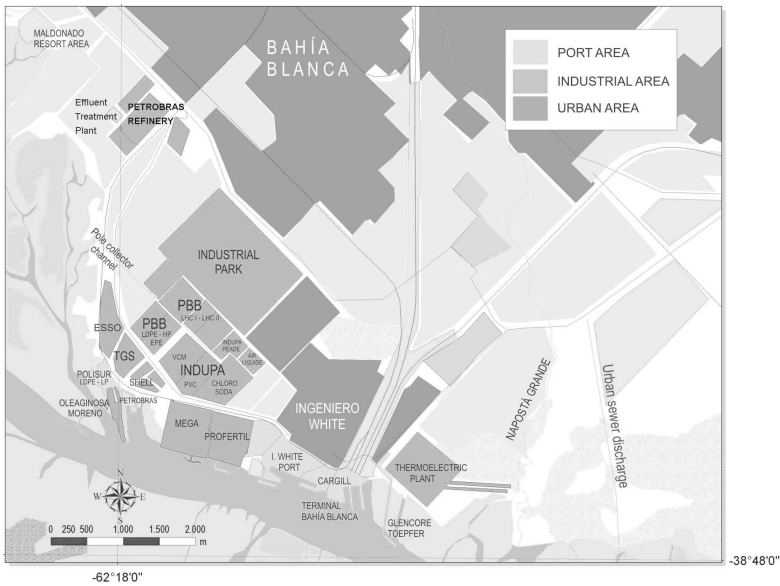 MALDONADO
RESORT AREA
BAHÍA
BLANCA
PORT AREA
INDUSTRIAL AREA
URBAN AREA
Effluent
Treatment
Plant
PETROBRAS
REFINERY
Pole collector
channel
INDUSTRIAL
PARK
PBB
LHC I - LHC II
PBB
LDPE - HP
EPE
ESSO
TGS
INDUPA
PEADE
AIR
LIQUIDE
VCM
INDUPA
PVC
CHLORO
SODA
POLISUR
LDPE - LP
SHELL
PETROBRAS
OLEAGINOSA
MORENO
MEGA
PROFERTIL
INGENIERO
WHITE
I. WHITE
PORT
CARGILL
TERMINAL
BAHÍA BLANCA
THERMOELECTRIC
PLANT
GLENCORE
TOEPFER
NAPOSTÁ GRANDE
Urban sewer discharge
N
W E
S
0 250 500 1.000 1.500 2.000
m
-38°48'0"
-62°18'0"